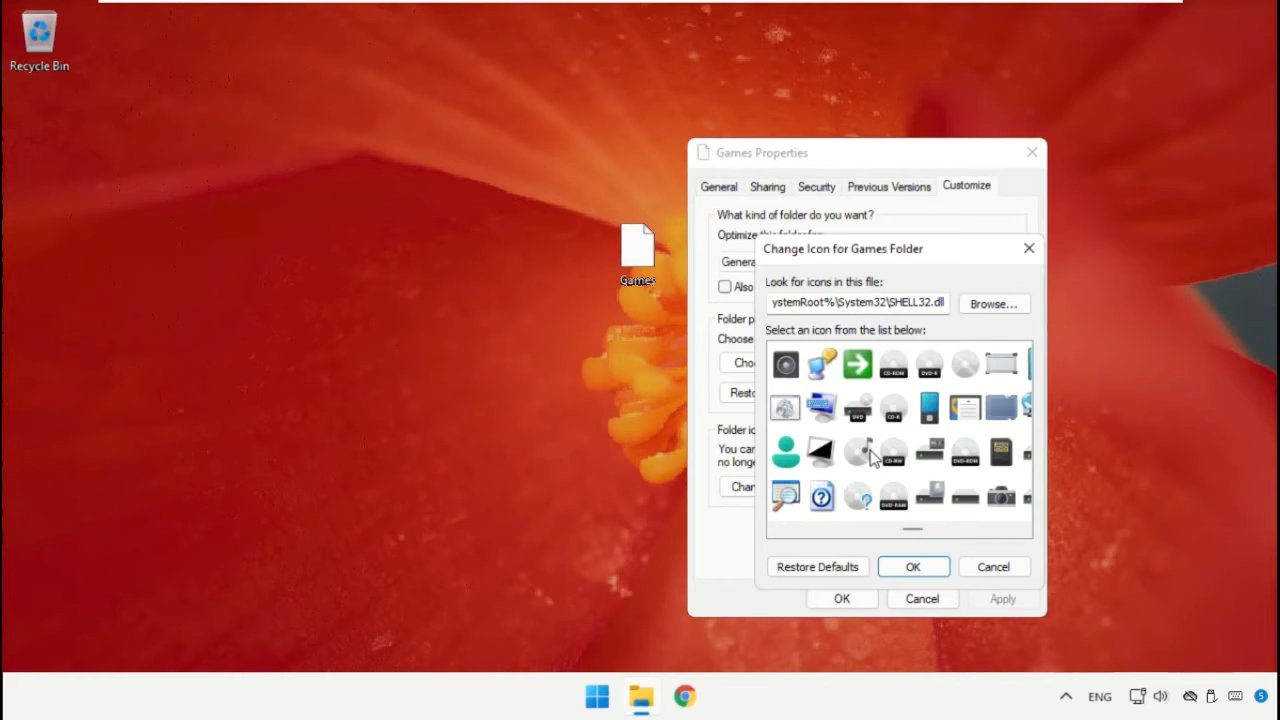 Recycle Bin
Games
Games Properties
General Sharing Security Previous Versions Customize
What kind of folder do you want?
Optimize this folder for:
Genera
Also
Folder p
Choose
Cho
Resto
Folder ic
You can
no longe
Chan
Change Icon for Games Folder
Look for icons in this file:
ystemRoot%\System32\SHELL32.dll
Browse...
Select an icon from the list below:
CD-ROM DVD-R
DVD CD-R
CD-RW DVD-ROM
DVD-RAM
Restore Defaults OK Cancel
OK Cancel Apply
ENG 5